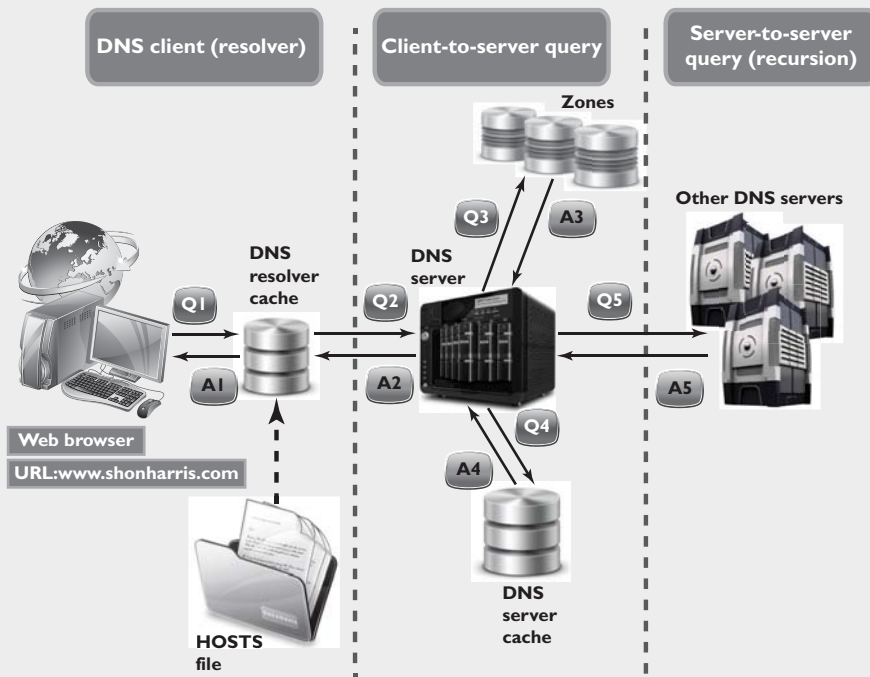 DNS client (resolver)
Client-to-server query
Server-to-server
query (recursion)
Zones
Other DNS servers
Q3
A3
DNS
resolver
cache
DNS
server
Q1
Q2
Q5
A1
A2
A5
Q4
A4
Web browser
URL:www.shonharris.com
HOSTS
file
DNS
server
cache